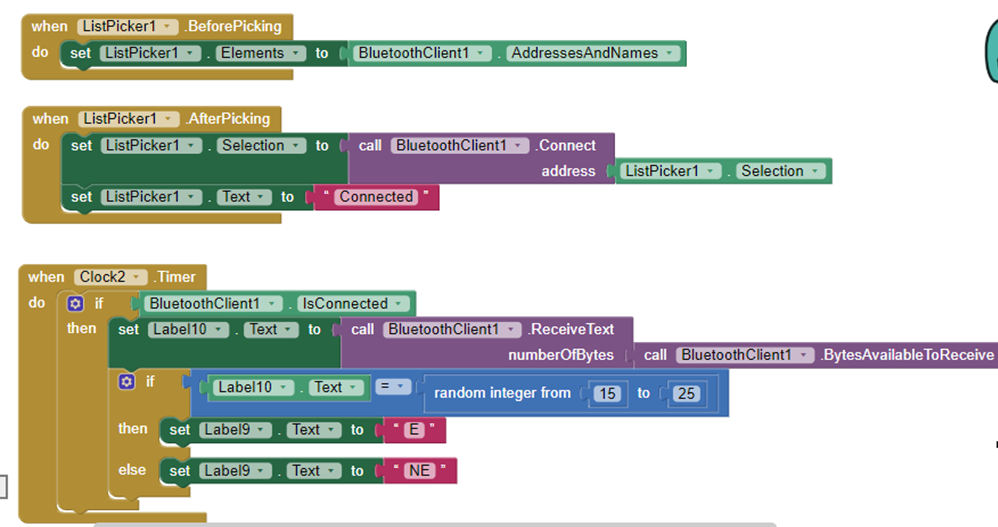 when ListPicker1 .BeforePicking
do set ListPicker1 . Elements to BluetoothClient1 . AddressesAndNames
when ListPicker1 .AfterPicking
do set ListPicker1 . Selection to call BluetoothClient1 .Connect
address ListPicker1 . Selection
set ListPicker1 . Text to “ Connected ”
when Clock2 .Timer
do if BluetoothClient1 . IsConnected
then set Label10 . Text to call BluetoothClient1 .ReceiveText
numberOfBytes call BluetoothClient1 .BytesAvailableToReceive
if Label10 . Text = random integer from 15 to 25
then set Label9 . Text to “ E ”
else set Label9 . Text to “ NE ”